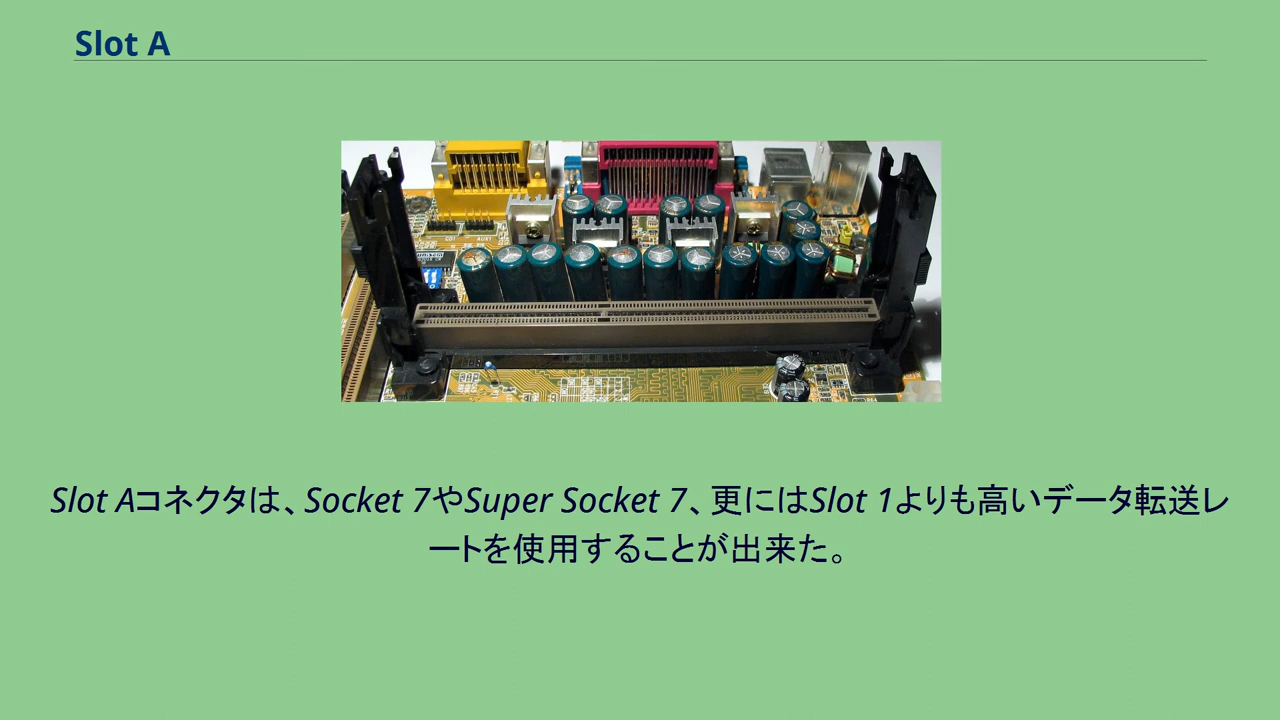 Slot A
CD1
AUX1
Slot Aコネクタは、Socket 7やSuper Socket 7、更にはSlot 1よりも高いデータ転送レ
ートを使用することが出来た。